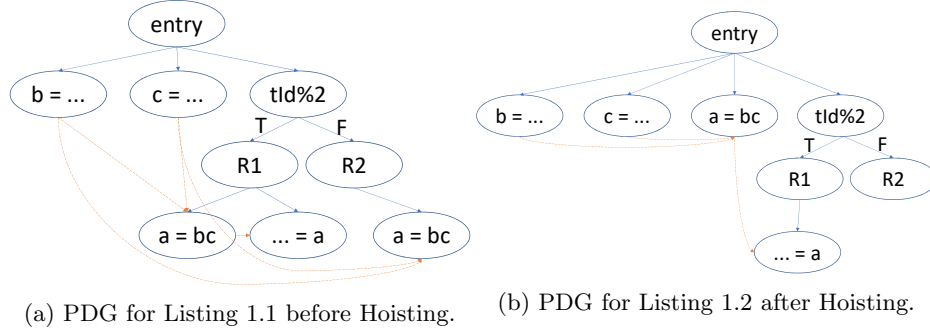 entry
b = ...
c = ...
tId%2
T
F
R1
R2
a = bc
... = a
a = bc
(a) PDG for Listing 1.1 before Hoisting.
entry
b = ...
c = ...
a = bc
tId%2
T
F
R1
R2
... = a
(b) PDG for Listing 1.2 after Hoisting.